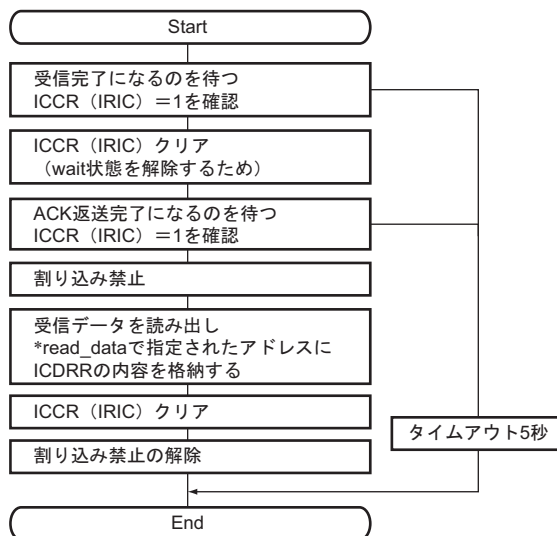 Start
受信完了になるのを待つ
ICCR（IRIC）＝1を確認
ICCR（IRIC）クリア
（wait状態を解除するため）
ACK返送完了になるのを待つ
ICCR（IRIC）＝1を確認
割り込み禁止
受信データを読み出し
*read_dataで指定されたアドレスに
ICDRRの内容を格納する
ICCR（IRIC）クリア
タイムアウト5秒
割り込み禁止の解除
End